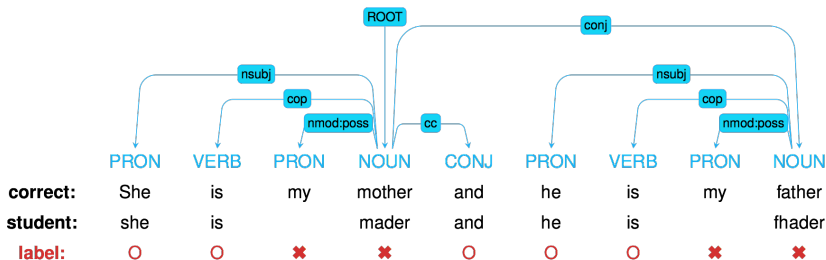 ROOT
conj
nsubj nsubj
cop cop
nmod:poss cc nmod:poss
PRON VERB PRON NOUN CONJ PRON VERB PRON NOUN
correct: She is my mother and he is my father
student: she is mader and he is fhader
label: O O ✖ ✖ O O O ✖ ✖